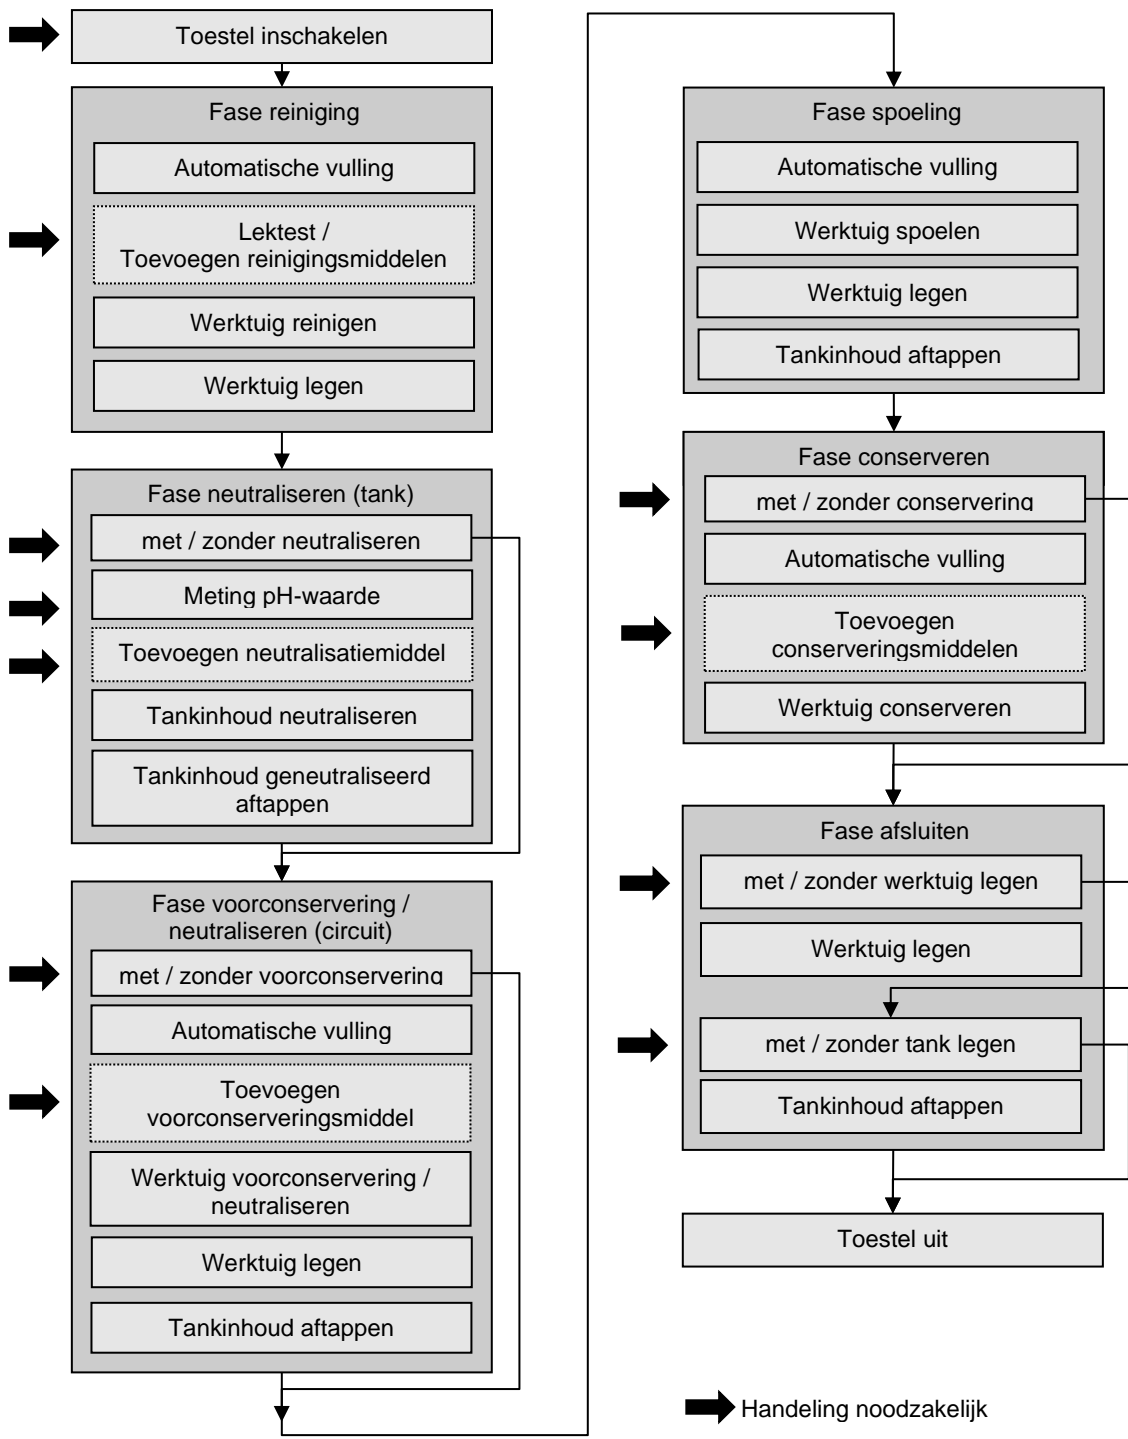 Toestel inschakelen
Fase reiniging
Automatische vulling
Lektest /
Toevoegen reinigingsmiddelen
Werktuig reinigen
Werktuig legen
Fase neutraliseren (tank)
met / zonder neutraliseren
Meting pH-waarde
Toevoegen neutralisatiemiddel
Tankinhoud neutraliseren
Tankinhoud geneutraliseerd
aftappen
Fase voorconservering /
neutraliseren (circuit)
met / zonder voorconservering
Automatische vulling
Toevoegen
voorconserveringsmiddel
Werktuig voorconservering /
neutraliseren
Werktuig legen
Tankinhoud aftappen
Fase spoeling
Automatische vulling
Werktuig spoelen
Werktuig legen
Tankinhoud aftappen
Fase conserveren
met / zonder conservering
Automatische vulling
Toevoegen
conserveringsmiddelen
Werktuig conserveren
Fase afsluiten
met / zonder werktuig legen
Werktuig legen
met / zonder tank legen
Tankinhoud aftappen
Toestel uit
Handeling noodzakelijk